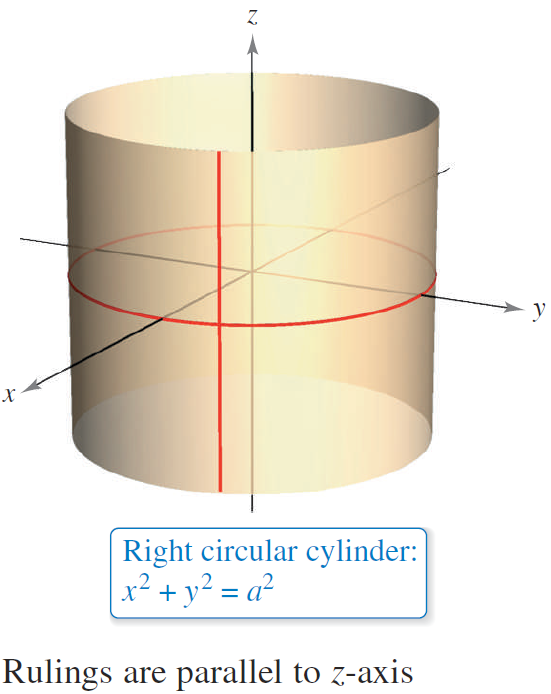 z
y
x
Right circular cylinder:
x² + y² = a²
Rulings are parallel to z-axis